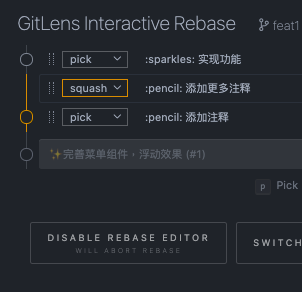 GitLens Interactive Rebase feat1
pick :sparkles: 实现功能
squash :pencil: 添加更多注释
pick :pencil: 添加注释
✨完善菜单组件，浮动效果 (#1)
p Pick
DISABLE REBASE EDITOR
WILL ABORT REBASE
SWITCH